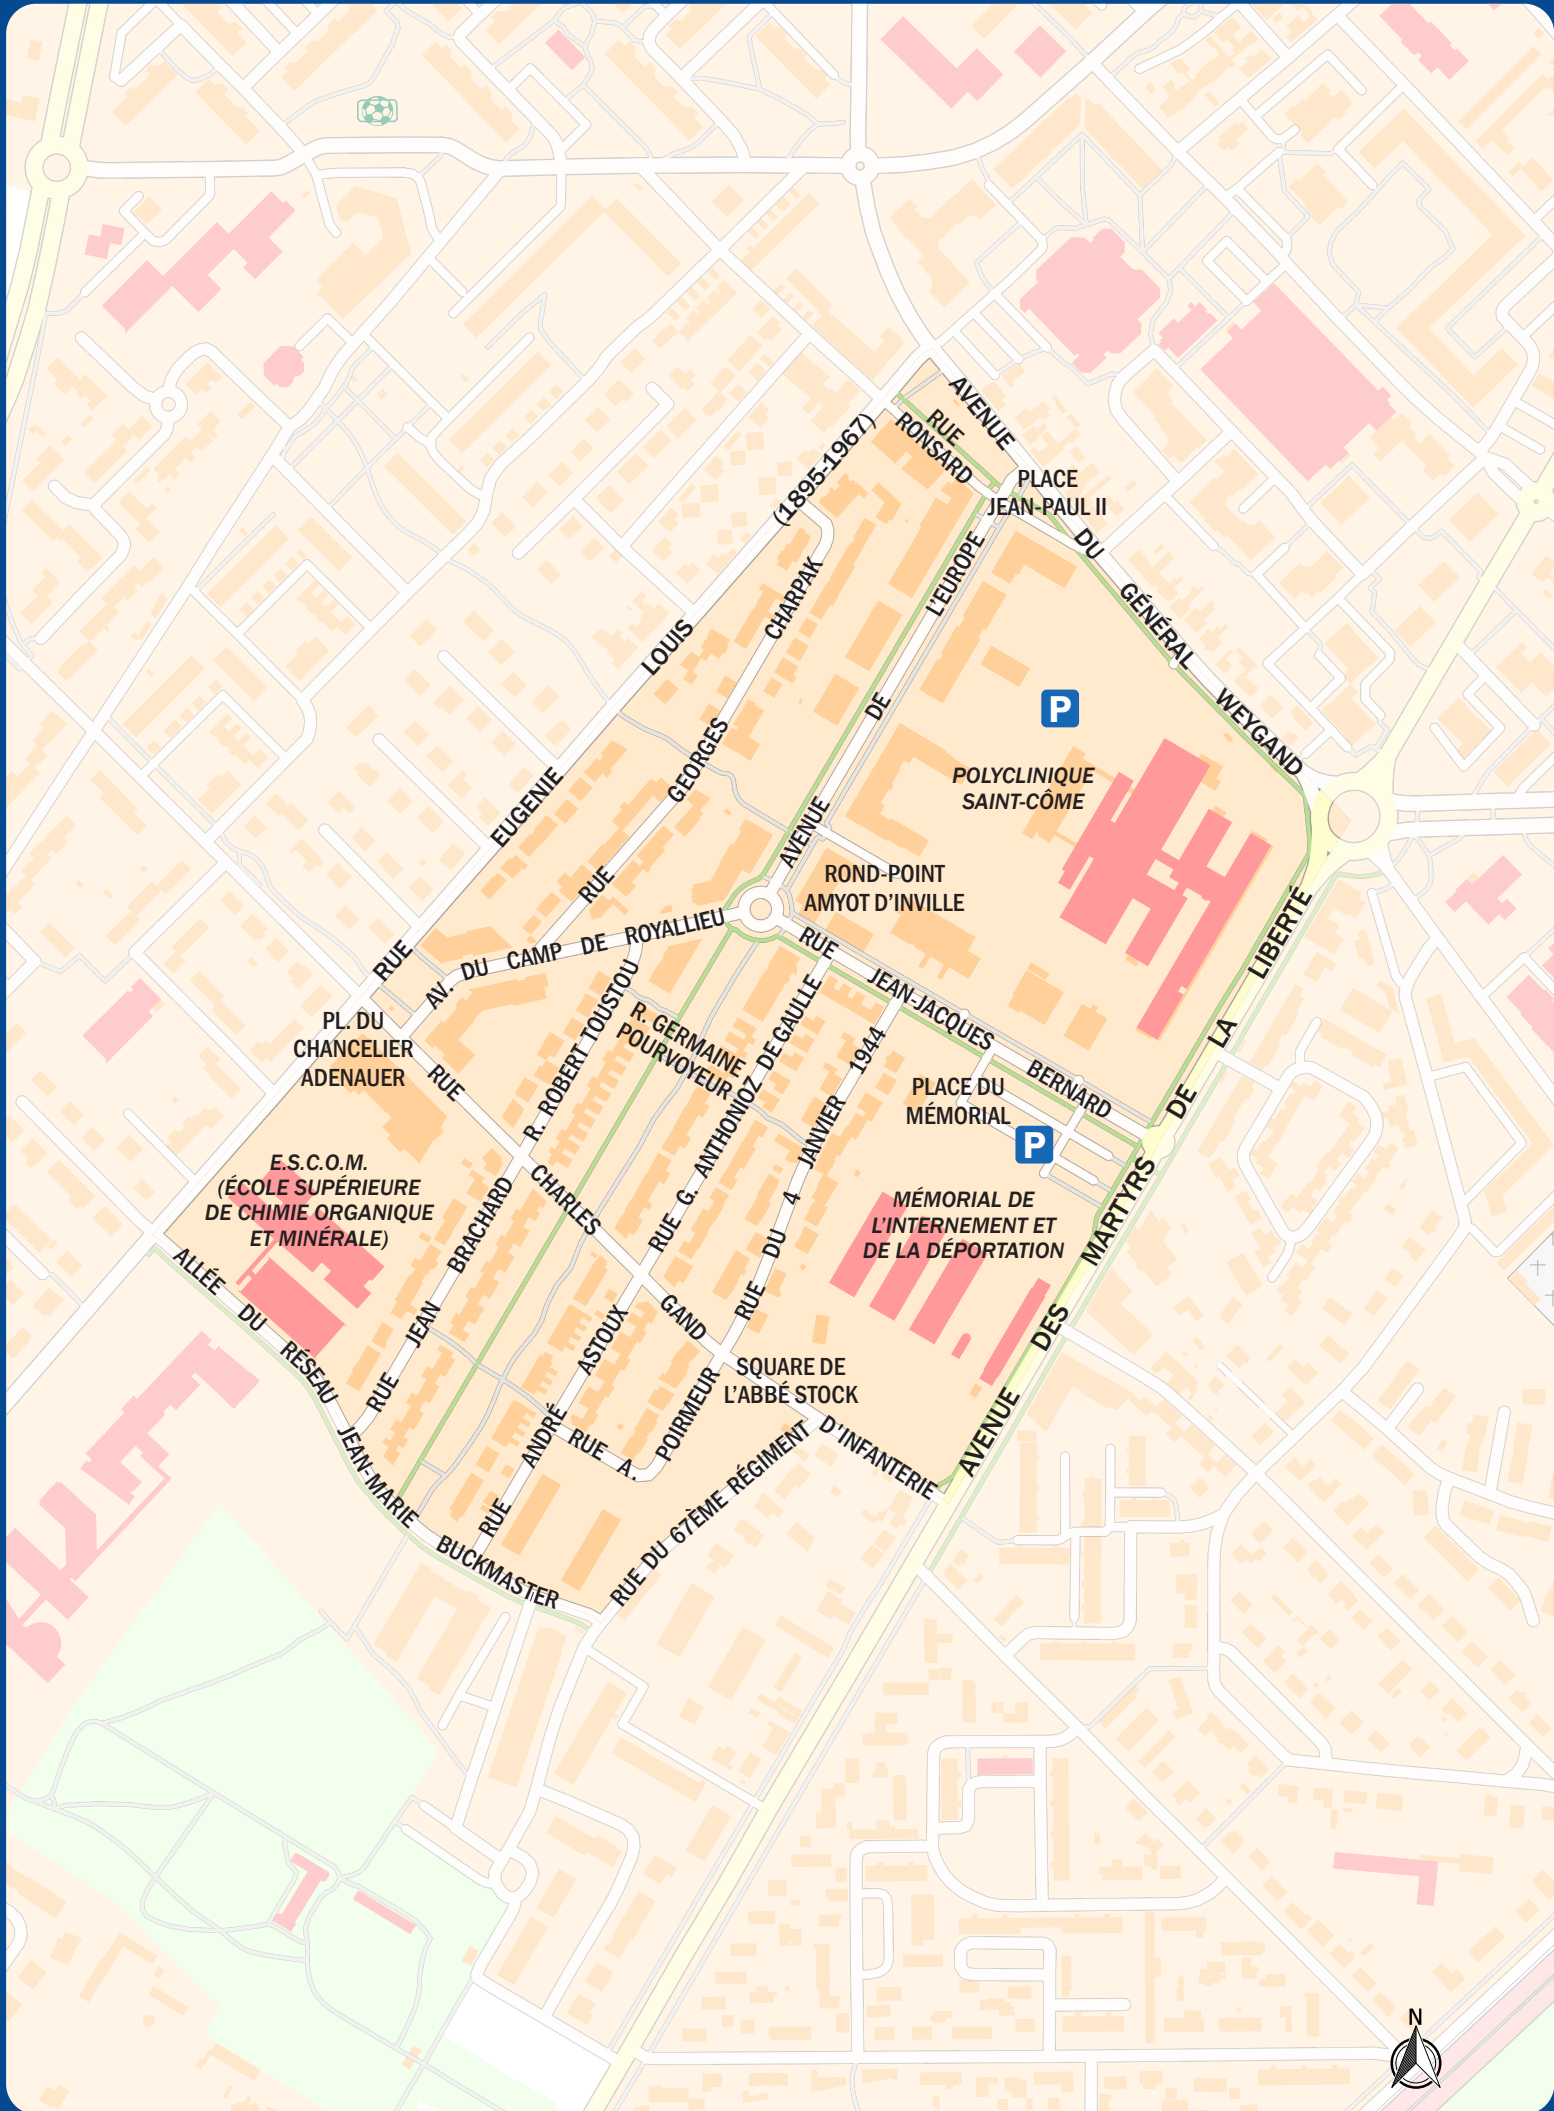 AVENUE DU GÉNÉRAL WEYGAND
RUE
RONSARD
PLACE
JEAN-PAUL II
RUE EUGENIE LOUIS (1895-1967)
RUE GEORGES CHARPAK
AVENUE DE L'EUROPE
P
POLYCLINIQUE
SAINT-CÔME
ROND-POINT
AMYOT D'INVILLE
AV. DU CAMP DE ROYALLIEU
RUE JEAN-JACQUES BERNARD
AVENUE DES MARTYRS DE LA LIBERTÉ
PL. DU
CHANCELIER
ADENAUER
R. ROBERT TOUSTOU
R. GERMAINE
POURVOYEUR
RUE G. ANTHONIOZ DE GAULLE
RUE DU 4 JANVIER 1944
PLACE DU
MÉMORIAL
P
E.S.C.O.M.
(ÉCOLE SUPÉRIEURE
DE CHIMIE ORGANIQUE
ET MINÉRALE)
MÉMORIAL DE
L'INTERNEMENT ET
DE LA DÉPORTATION
RUE CHARLES GAND
RUE JEAN BRACHARD
ALLÉE DU RÉSEAU JEAN-MARIE BUCKMASTER
RUE ANDRÉ ASTOUX
SQUARE DE
L'ABBÉ STOCK
RUE A. POIRMEUR
RUE DU 67ÈME RÉGIMENT D'INFANTERIE
N